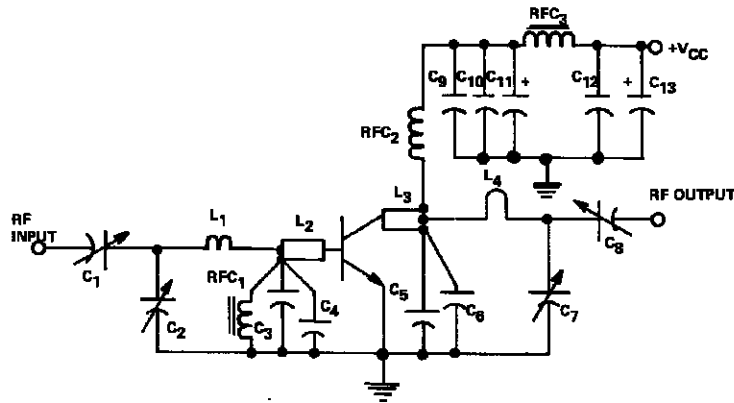 RFC3
+VCC
C9 C10 C11 + C12 + C13
RFC2
L3
L4
RF OUTPUT
RF INPUT
L1
L2
C1
C8
RFC1
C5
C2
C3
C4
C6
C7